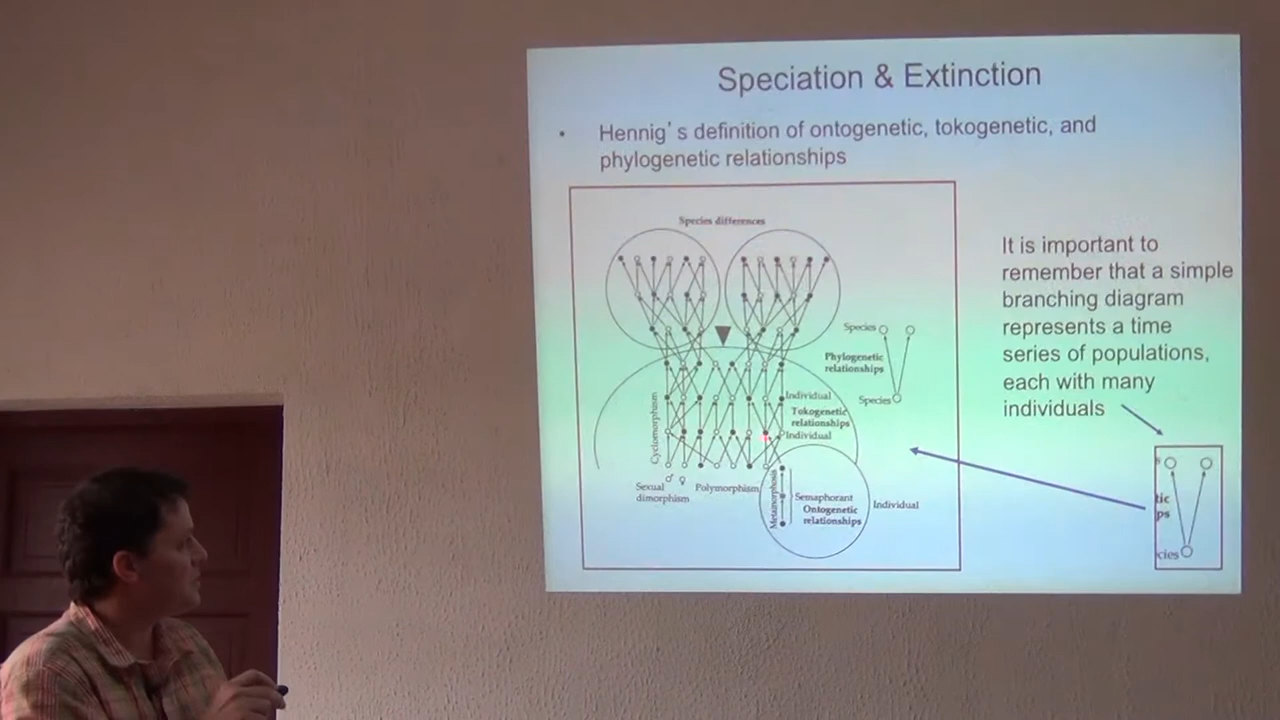 Speciation & Extinction
• Hennig's definition of ontogenetic, tokogenetic, and
phylogenetic relationships
Species differences
Species
Phylogenetic
relationships
Species
Individual
Tokogenetic
relationships
Individual
Cyclomorphism
Sexual
dimorphism
♂ ♀
Polymorphism
Metamorphosis
Semaphorant
Ontogenetic
relationships
Individual
It is important to
remember that a simple
branching diagram
represents a time
series of populations,
each with many
individuals
s
tic
ps
cies